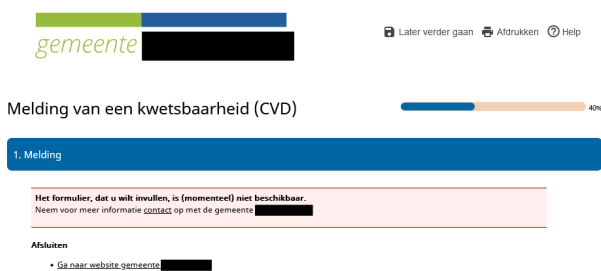 gemeente
Later verder gaan Afdrukken Help
Melding van een kwetsbaarheid (CVD)
40%
1. Melding
Het formulier, dat u wilt invullen, is (momenteel) niet beschikbaar.
Neem voor meer informatie contact op met de gemeente
Afsluiten
• Ga naar website gemeente